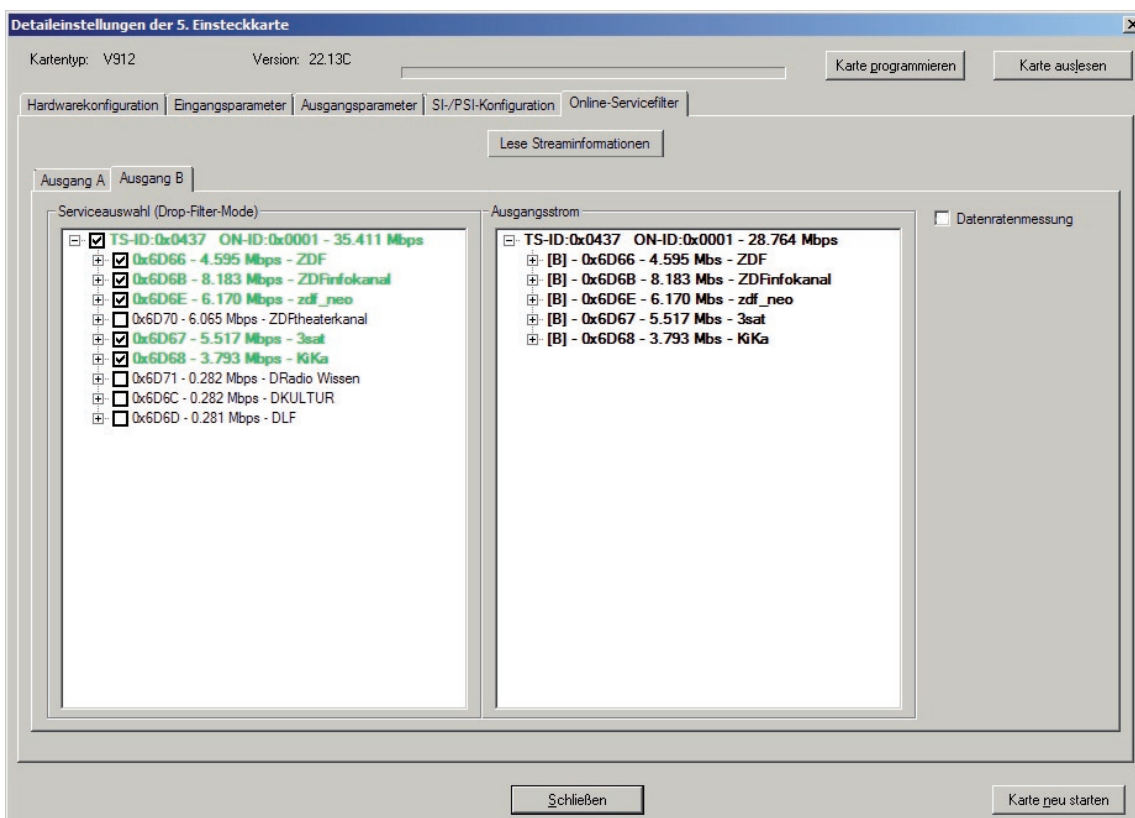 Detaileinstellungen der 5. Einsteckkarte
Kartentyp: V912 Version: 22.13C Karte programmieren Karte auslesen
Hardwarekonfiguration Eingangsparameter Ausgangsparameter SI-/PSI-Konfiguration Online-Servicefilter
Lese Streaminformationen
Ausgang A Ausgang B
Serviceauswahl (Drop-Filter-Mode)
TS-ID:0x0437 ON-ID:0x0001 - 35.411 Mbps
0x6D66 - 4.595 Mbps - ZDF
0x6D6B - 8.183 Mbps - ZDFinfokanal
0x6D6E - 6.170 Mbps - zdf_neo
0x6D70 - 6.065 Mbps - ZDFtheaterkanal
0x6D67 - 5.517 Mbps - 3sat
0x6D68 - 3.793 Mbps - KiKa
0x6D71 - 0.282 Mbps - DRadio Wissen
0x6D6C - 0.282 Mbps - DKULTUR
0x6D6D - 0.281 Mbps - DLF
Ausgangsstrom
TS-ID:0x0437 ON-ID:0x0001 - 28.764 Mbps
[B] - 0x6D66 - 4.595 Mbs - ZDF
[B] - 0x6D6B - 8.183 Mbs - ZDFinfokanal
[B] - 0x6D6E - 6.170 Mbs - zdf_neo
[B] - 0x6D67 - 5.517 Mbs - 3sat
[B] - 0x6D68 - 3.793 Mbs - KiKa
Datenratenmessung
Schließen
Karte neu starten